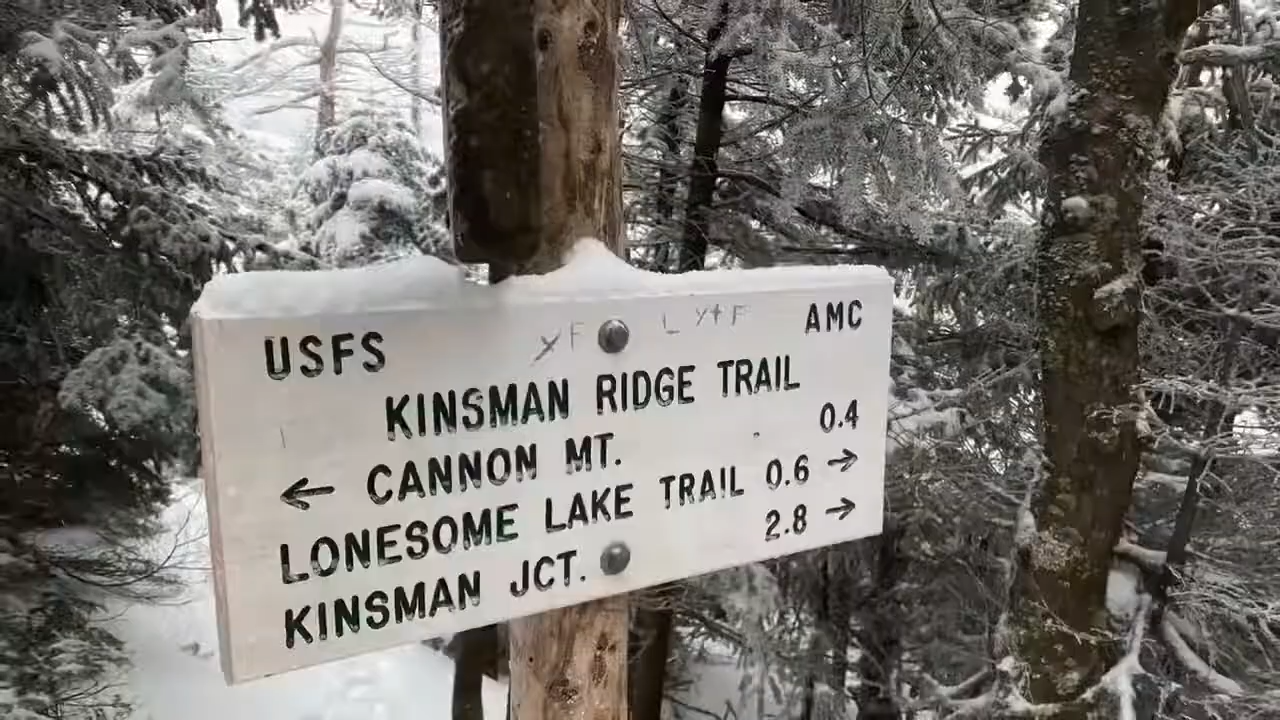 USFS AMC
KINSMAN RIDGE TRAIL
← CANNON MT. 0.4
LONESOME LAKE TRAIL 0.6 →
KINSMAN JCT. 2.8 →